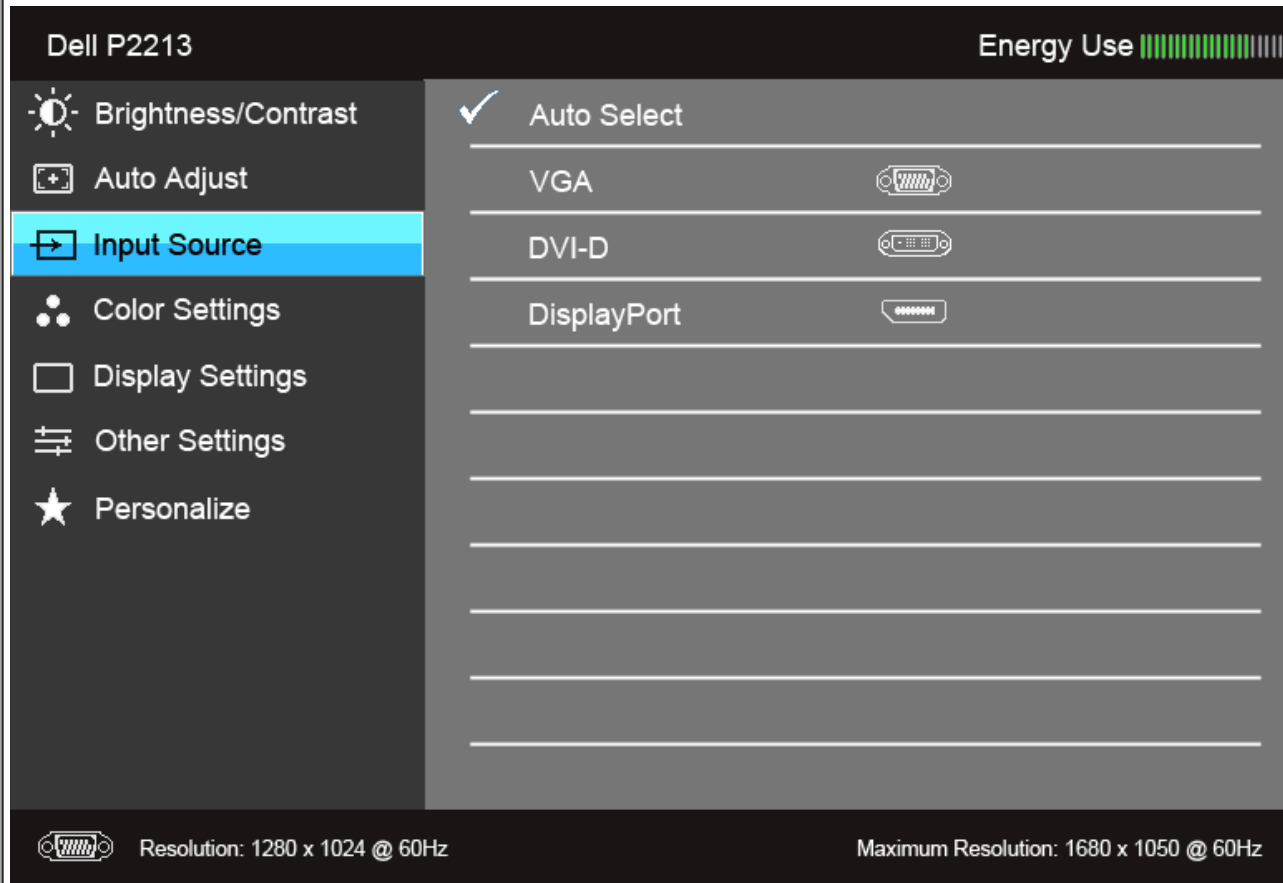 Dell P2213
Energy Use
Brightness/Contrast
Auto Adjust
Input Source
Color Settings
Display Settings
Other Settings
Personalize
Auto Select
VGA
DVI-D
DisplayPort
Resolution: 1280 x 1024 @ 60Hz
Maximum Resolution: 1680 x 1050 @ 60Hz